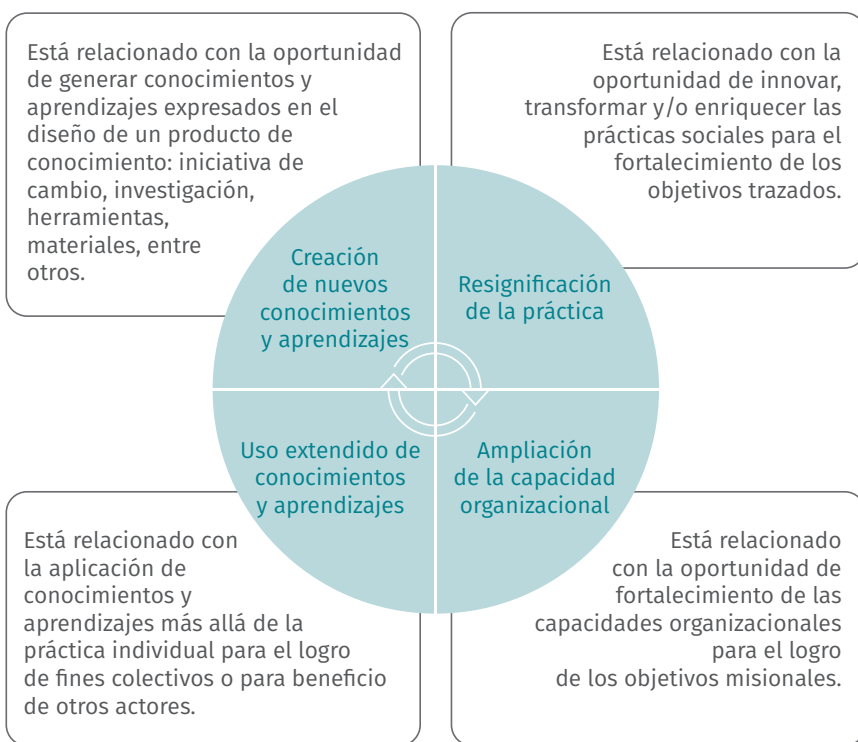 Está relacionado con la oportunidad
de generar conocimientos y
aprendizajes expresados en el
diseño de un producto de
conocimiento: iniciativa de
cambio, investigación,
herramientas,
materiales, entre
otros.
Está relacionado con la
oportunidad de innovar,
transformar y/o enriquecer las
prácticas sociales para el
fortalecimiento de los
objetivos trazados.
Creación
de nuevos
conocimientos
y aprendizajes
Resignificación
de la práctica
Uso extendido de
conocimientos
y aprendizajes
Ampliación
de la capacidad
organizacional
Está relacionado con
la aplicación de
conocimientos y
aprendizajes más allá de la
práctica individual para el logro
de fines colectivos o para beneficio
de otros actores.
Está relacionado
con la oportunidad de
fortalecimiento de las
capacidades organizacionales
para el logro
de los objetivos misionales.